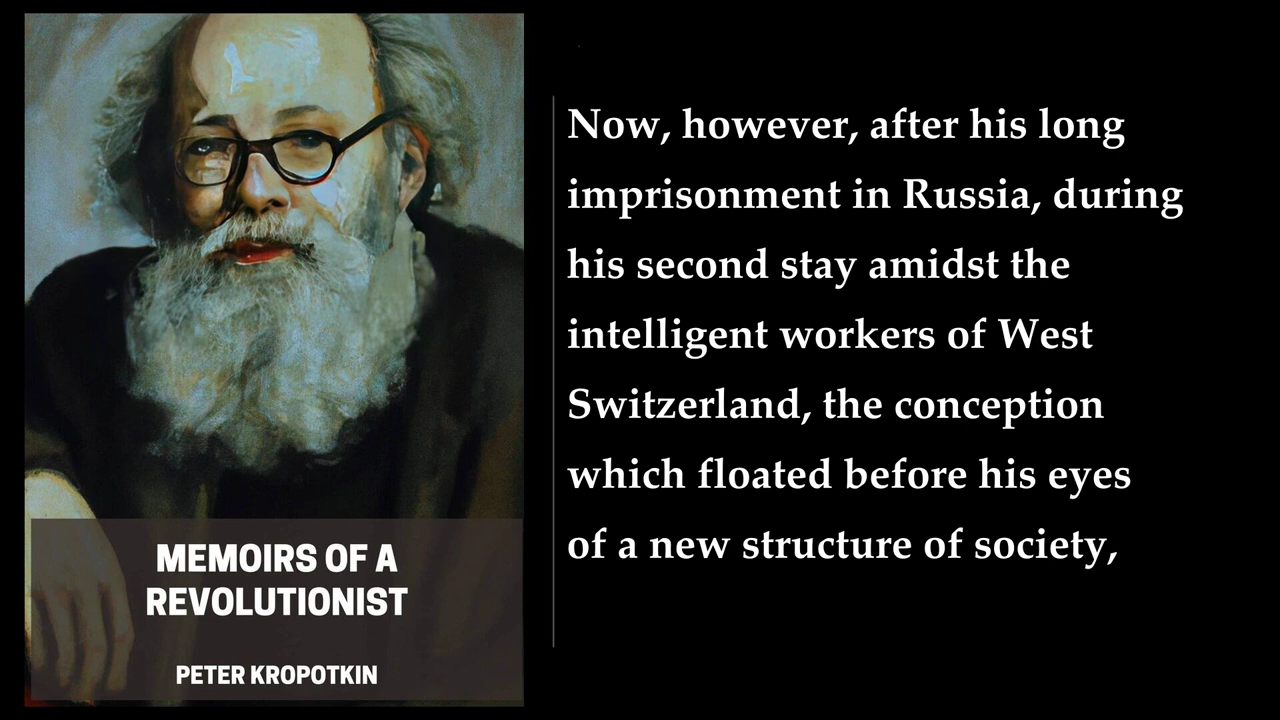 MEMOIRS OF A
REVOLUTIONIST
PETER KROPOTKIN
Now, however, after his long
imprisonment in Russia, during
his second stay amidst the
intelligent workers of West
Switzerland, the conception
which floated before his eyes
of a new structure of society,